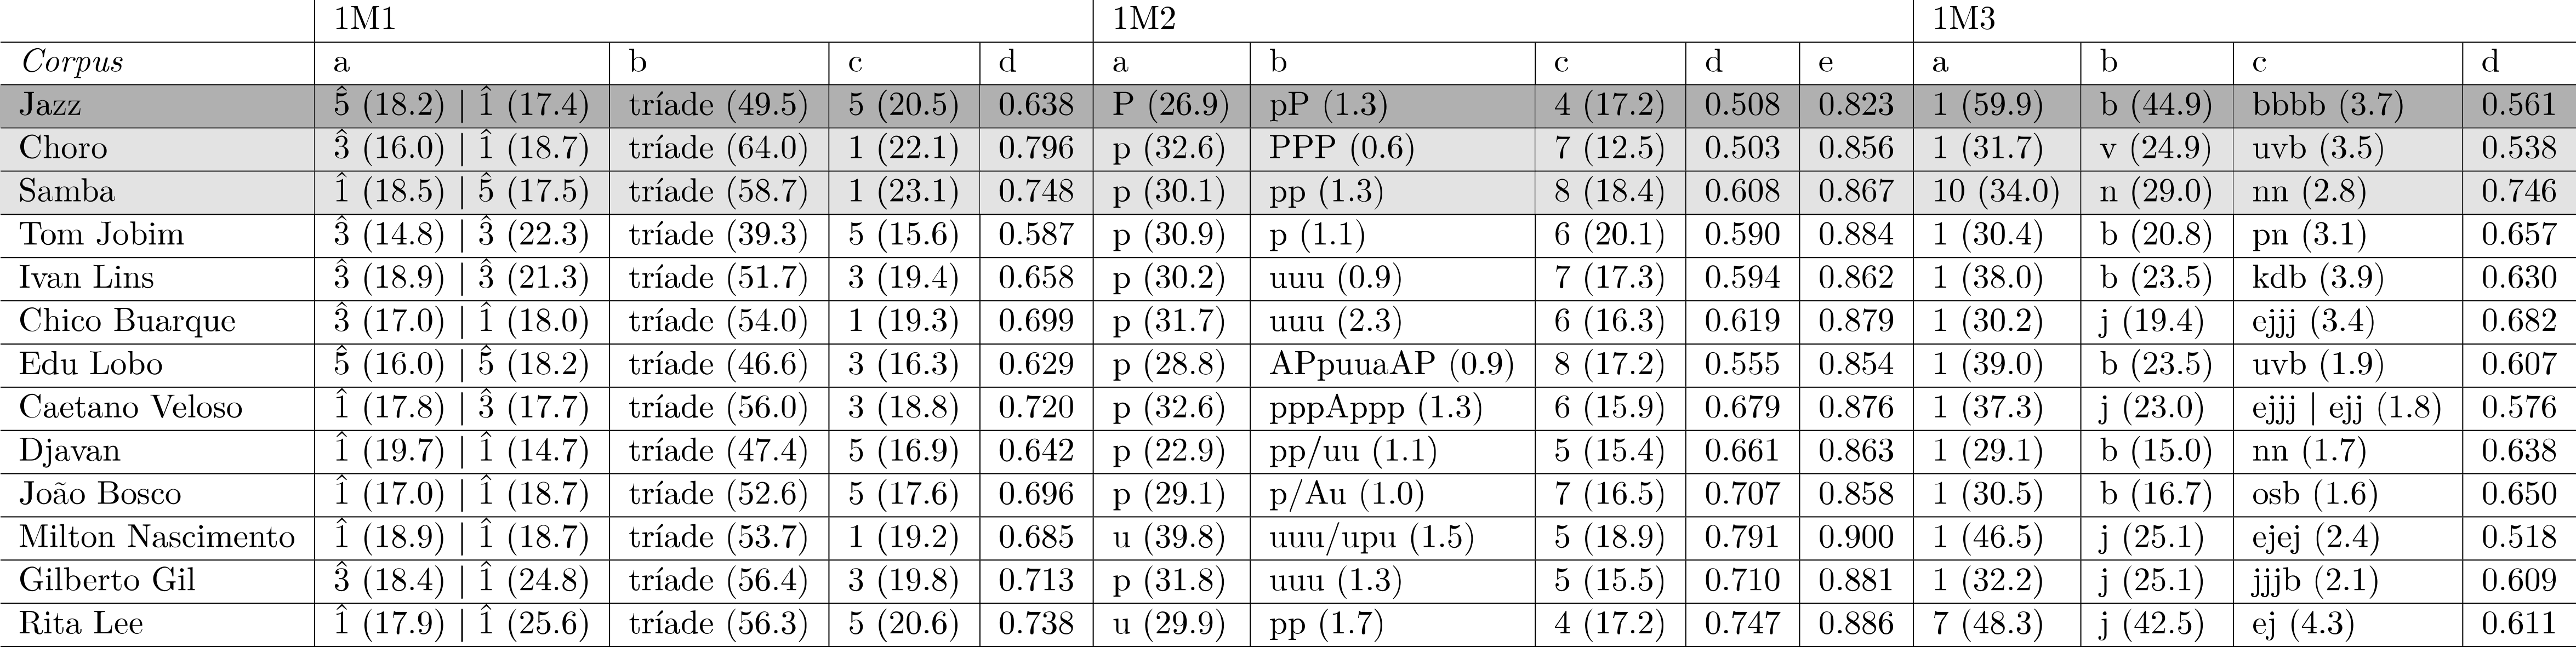 1M1 1M2 1M3
Corpus a b c d a b c d e a b c d
Jazz 5̂ (18.2) | 1̂ (17.4) tríade (49.5) 5 (20.5) 0.638 P (26.9) pP (1.3) 4 (17.2) 0.508 0.823 1 (59.9) b (44.9) bbbb (3.7) 0.561
Choro 3̂ (16.0) | 1̂ (18.7) tríade (64.0) 1 (22.1) 0.796 p (32.6) PPP (0.6) 7 (12.5) 0.503 0.856 1 (31.7) v (24.9) uvb (3.5) 0.538
Samba 1̂ (18.5) | 5̂ (17.5) tríade (58.7) 1 (23.1) 0.748 p (30.1) pp (1.3) 8 (18.4) 0.608 0.867 10 (34.0) n (29.0) nn (2.8) 0.746
Tom Jobim 3̂ (14.8) | 3̂ (22.3) tríade (39.3) 5 (15.6) 0.587 p (30.9) p (1.1) 6 (20.1) 0.590 0.884 1 (30.4) b (20.8) pn (3.1) 0.657
Ivan Lins 3̂ (18.9) | 3̂ (21.3) tríade (51.7) 3 (19.4) 0.658 p (30.2) uuu (0.9) 7 (17.3) 0.594 0.862 1 (38.0) b (23.5) kdb (3.9) 0.630
Chico Buarque 3̂ (17.0) | 1̂ (18.0) tríade (54.0) 1 (19.3) 0.699 p (31.7) uuu (2.3) 6 (16.3) 0.619 0.879 1 (30.2) j (19.4) ejjj (3.4) 0.682
Edu Lobo 5̂ (16.0) | 5̂ (18.2) tríade (46.6) 3 (16.3) 0.629 p (28.8) APpuuaAP (0.9) 8 (17.2) 0.555 0.854 1 (39.0) b (23.5) uvb (1.9) 0.607
Caetano Veloso 1̂ (17.8) | 3̂ (17.7) tríade (56.0) 3 (18.8) 0.720 p (32.6) pppAppp (1.3) 6 (15.9) 0.679 0.876 1 (37.3) j (23.0) ejjj | ejj (1.8) 0.576
Djavan 1̂ (19.7) | 1̂ (14.7) tríade (47.4) 5 (16.9) 0.642 p (22.9) pp/uu (1.1) 5 (15.4) 0.661 0.863 1 (29.1) b (15.0) nn (1.7) 0.638
João Bosco 1̂ (17.0) | 1̂ (18.7) tríade (52.6) 5 (17.6) 0.696 p (29.1) p/Au (1.0) 7 (16.5) 0.707 0.858 1 (30.5) b (16.7) osb (1.6) 0.650
Milton Nascimento 1̂ (18.9) | 1̂ (18.7) tríade (53.7) 1 (19.2) 0.685 u (39.8) uuu/upu (1.5) 5 (18.9) 0.791 0.900 1 (46.5) j (25.1) ejej (2.4) 0.518
Gilberto Gil 3̂ (18.4) | 1̂ (24.8) tríade (56.4) 3 (19.8) 0.713 p (31.8) uuu (1.3) 5 (15.5) 0.710 0.881 1 (32.2) j (25.1) jjjb (2.1) 0.609
Rita Lee 1̂ (17.9) | 1̂ (25.6) tríade (56.3) 5 (20.6) 0.738 u (29.9) pp (1.7) 4 (17.2) 0.747 0.886 7 (48.3) j (42.5) ej (4.3) 0.611